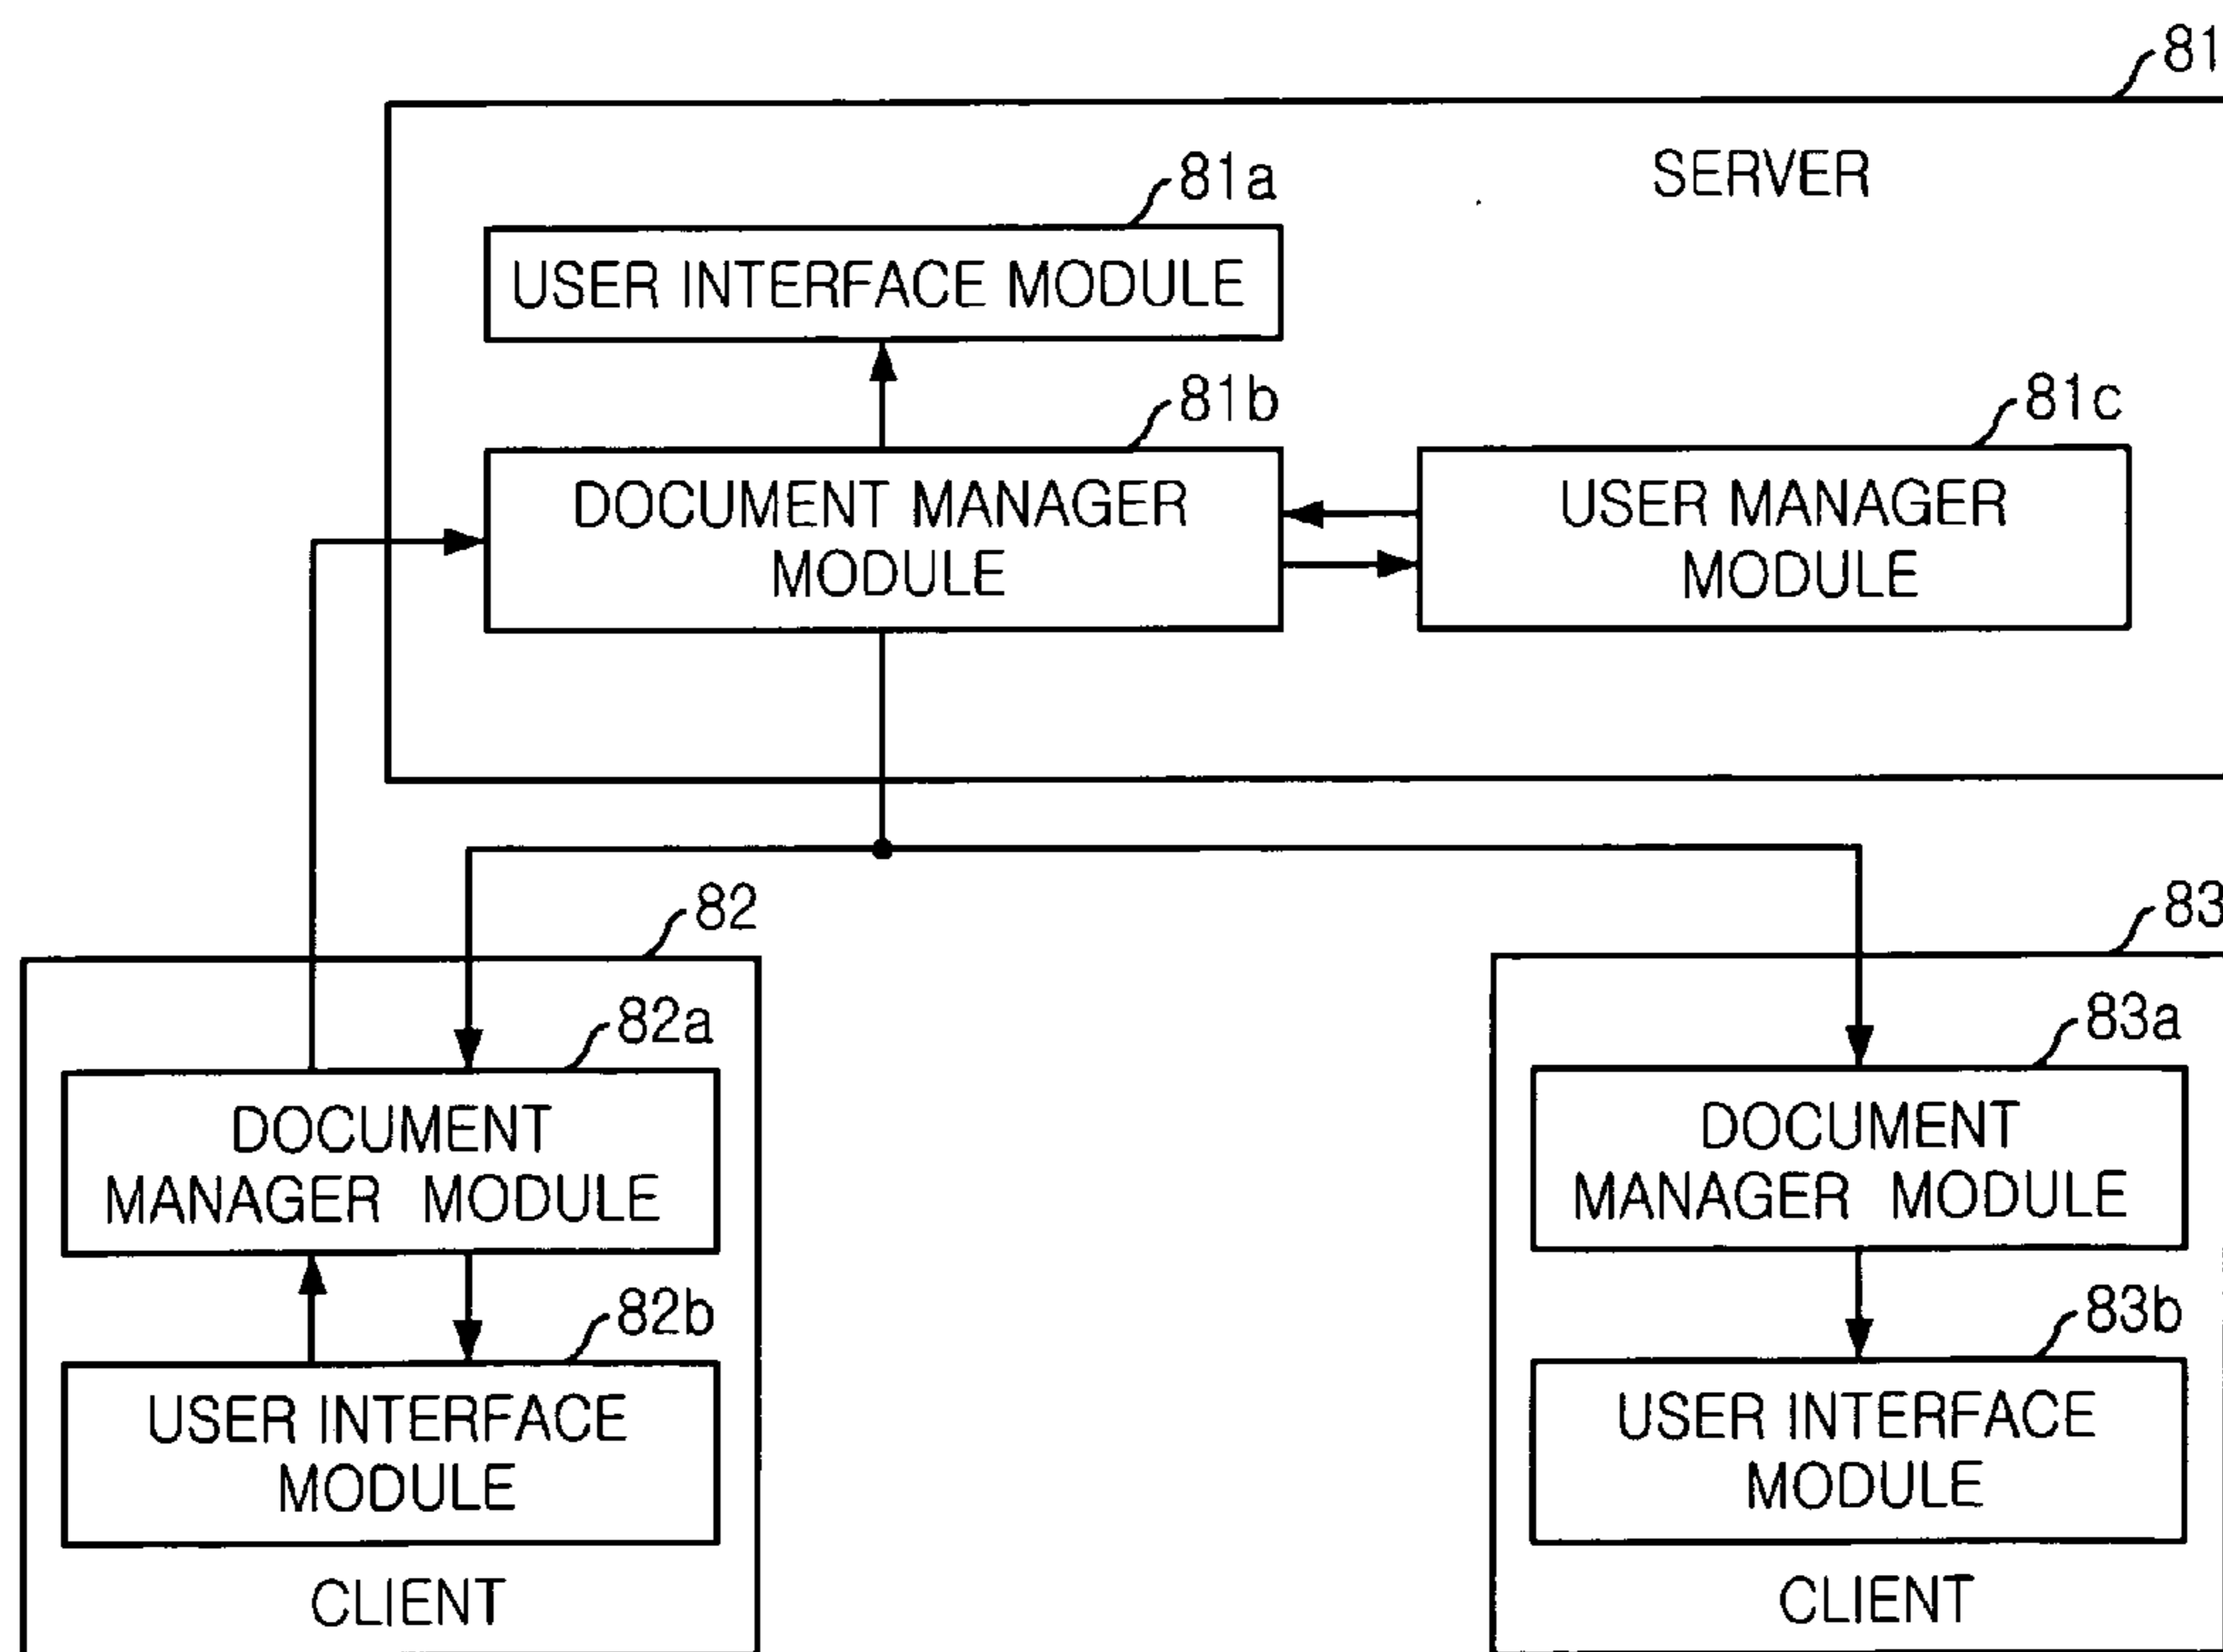 81
SERVER
81a
USER INTERFACE MODULE
81b
DOCUMENT MANAGER
MODULE
81c
USER MANAGER
MODULE
82
82a
DOCUMENT
MANAGER MODULE
82b
USER INTERFACE
MODULE
CLIENT
83
83a
DOCUMENT
MANAGER MODULE
83b
USER INTERFACE
MODULE
CLIENT